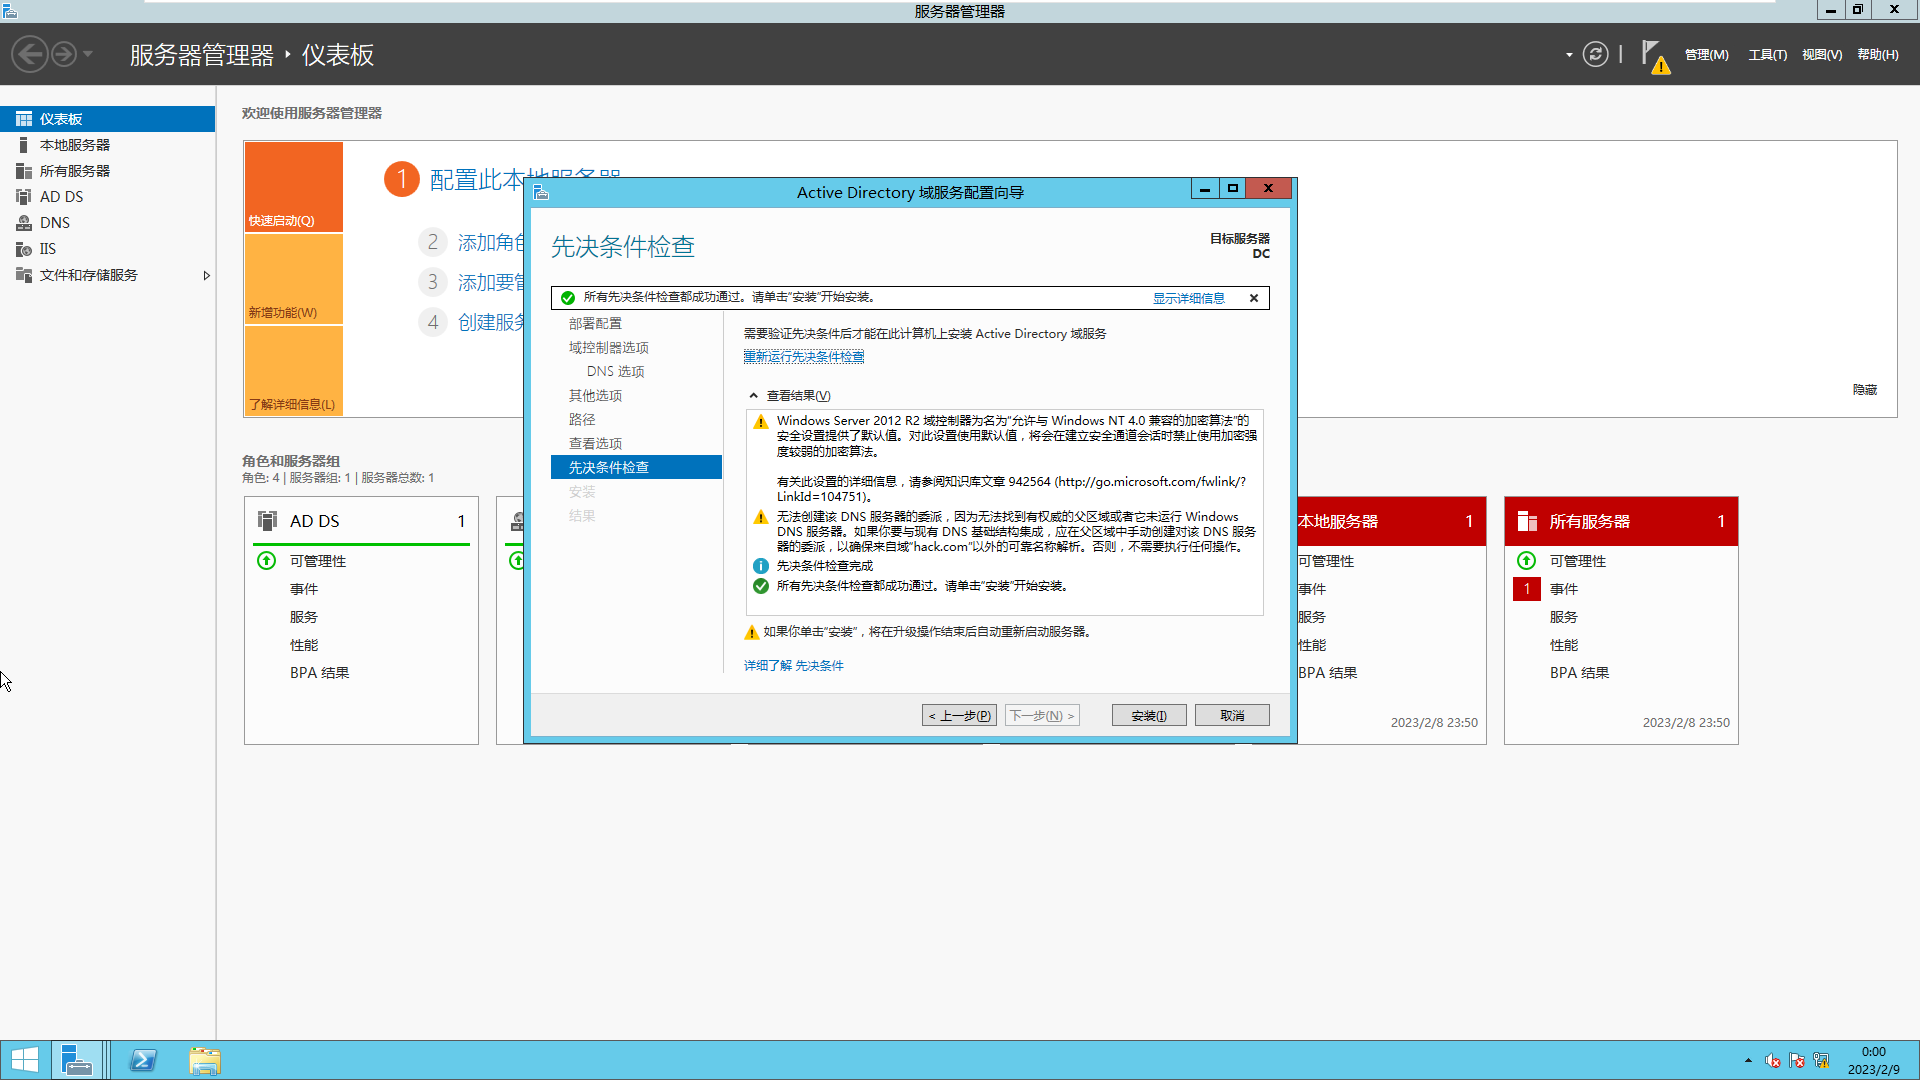 服务器管理器
服务器管理器 ‣ 仪表板
管理(M)
工具(T)
视图(V)
帮助(H)
仪表板
本地服务器
所有服务器
AD DS
DNS
IIS
文件和存储服务
欢迎使用服务器管理器
快速启动(Q)
新增功能(W)
了解详细信息(L)
1 配置此本地服务器
2 添加角色
3 添加要管
4 创建服务
隐藏
角色和服务器组
角色: 4 | 服务器组: 1 | 服务器总数: 1
AD DS 1
可管理性
事件
服务
性能
BPA 结果
Active Directory 域服务配置向导
先决条件检查
目标服务器
DC
所有先决条件检查都成功通过。请单击“安装”开始安装。
显示详细信息
部署配置
域控制器选项
DNS 选项
其他选项
路径
查看选项
先决条件检查
安装
结果
需要验证先决条件后才能在此计算机上安装 Active Directory 域服务
重新运行先决条件检查
查看结果(V)
Windows Server 2012 R2 域控制器为名为“允许与 Windows NT 4.0 兼容的加密算法”的
安全设置提供了默认值。对此设置使用默认值，将会在建立安全通道会话时禁止使用加密强
度较弱的加密算法。
有关此设置的详细信息，请参阅知识库文章 942564 (http://go.microsoft.com/fwlink/?
LinkId=104751)。
无法创建该 DNS 服务器的委派，因为无法找到有权威的父区域或者它未运行 Windows
DNS 服务器。如果你要与现有 DNS 基础结构集成，应在父区域中手动创建对该 DNS 服务
器的委派，以确保来自域“hack.com”以外的可靠名称解析。否则，不需要执行任何操作。
先决条件检查完成
所有先决条件检查都成功通过。请单击“安装”开始安装。
如果你单击“安装”，将在升级操作结束后自动重新启动服务器。
详细了解 先决条件
< 上一步(P)
下一步(N) >
安装(I)
取消
本地服务器 1
可管理性
事件
服务
性能
BPA 结果
2023/2/8 23:50
所有服务器 1
可管理性
1 事件
服务
性能
BPA 结果
2023/2/8 23:50
0:00
2023/2/9